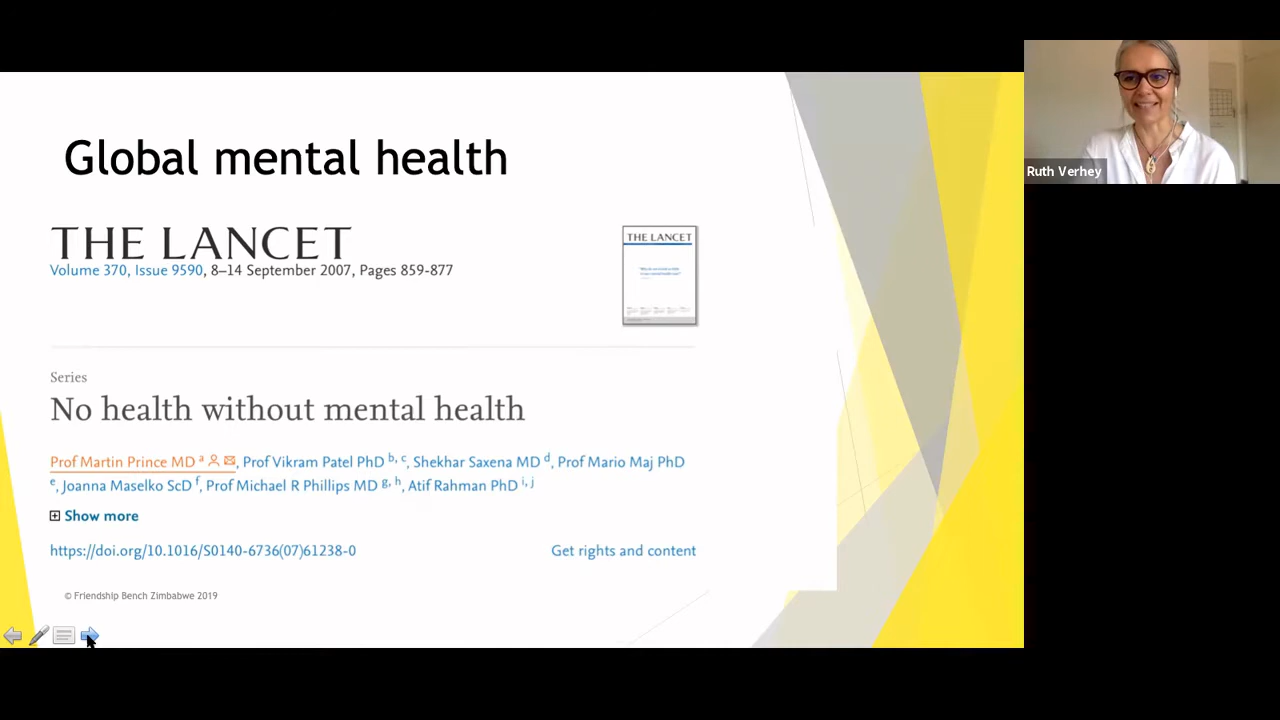 Global mental health
THE LANCET
Volume 370, Issue 9590, 8–14 September 2007, Pages 859-877
THE LANCET
Series
No health without mental health
Prof Martin Prince MD a, Prof Vikram Patel PhD b, c, Shekhar Saxena MD d, Prof Mario Maj PhD
e, Joanna Maselko ScD f, Prof Michael R Phillips MD g, h, Atif Rahman PhD i, j
Show more
https://doi.org/10.1016/S0140-6736(07)61238-0
Get rights and content
© Friendship Bench Zimbabwe 2019
Ruth Verhey